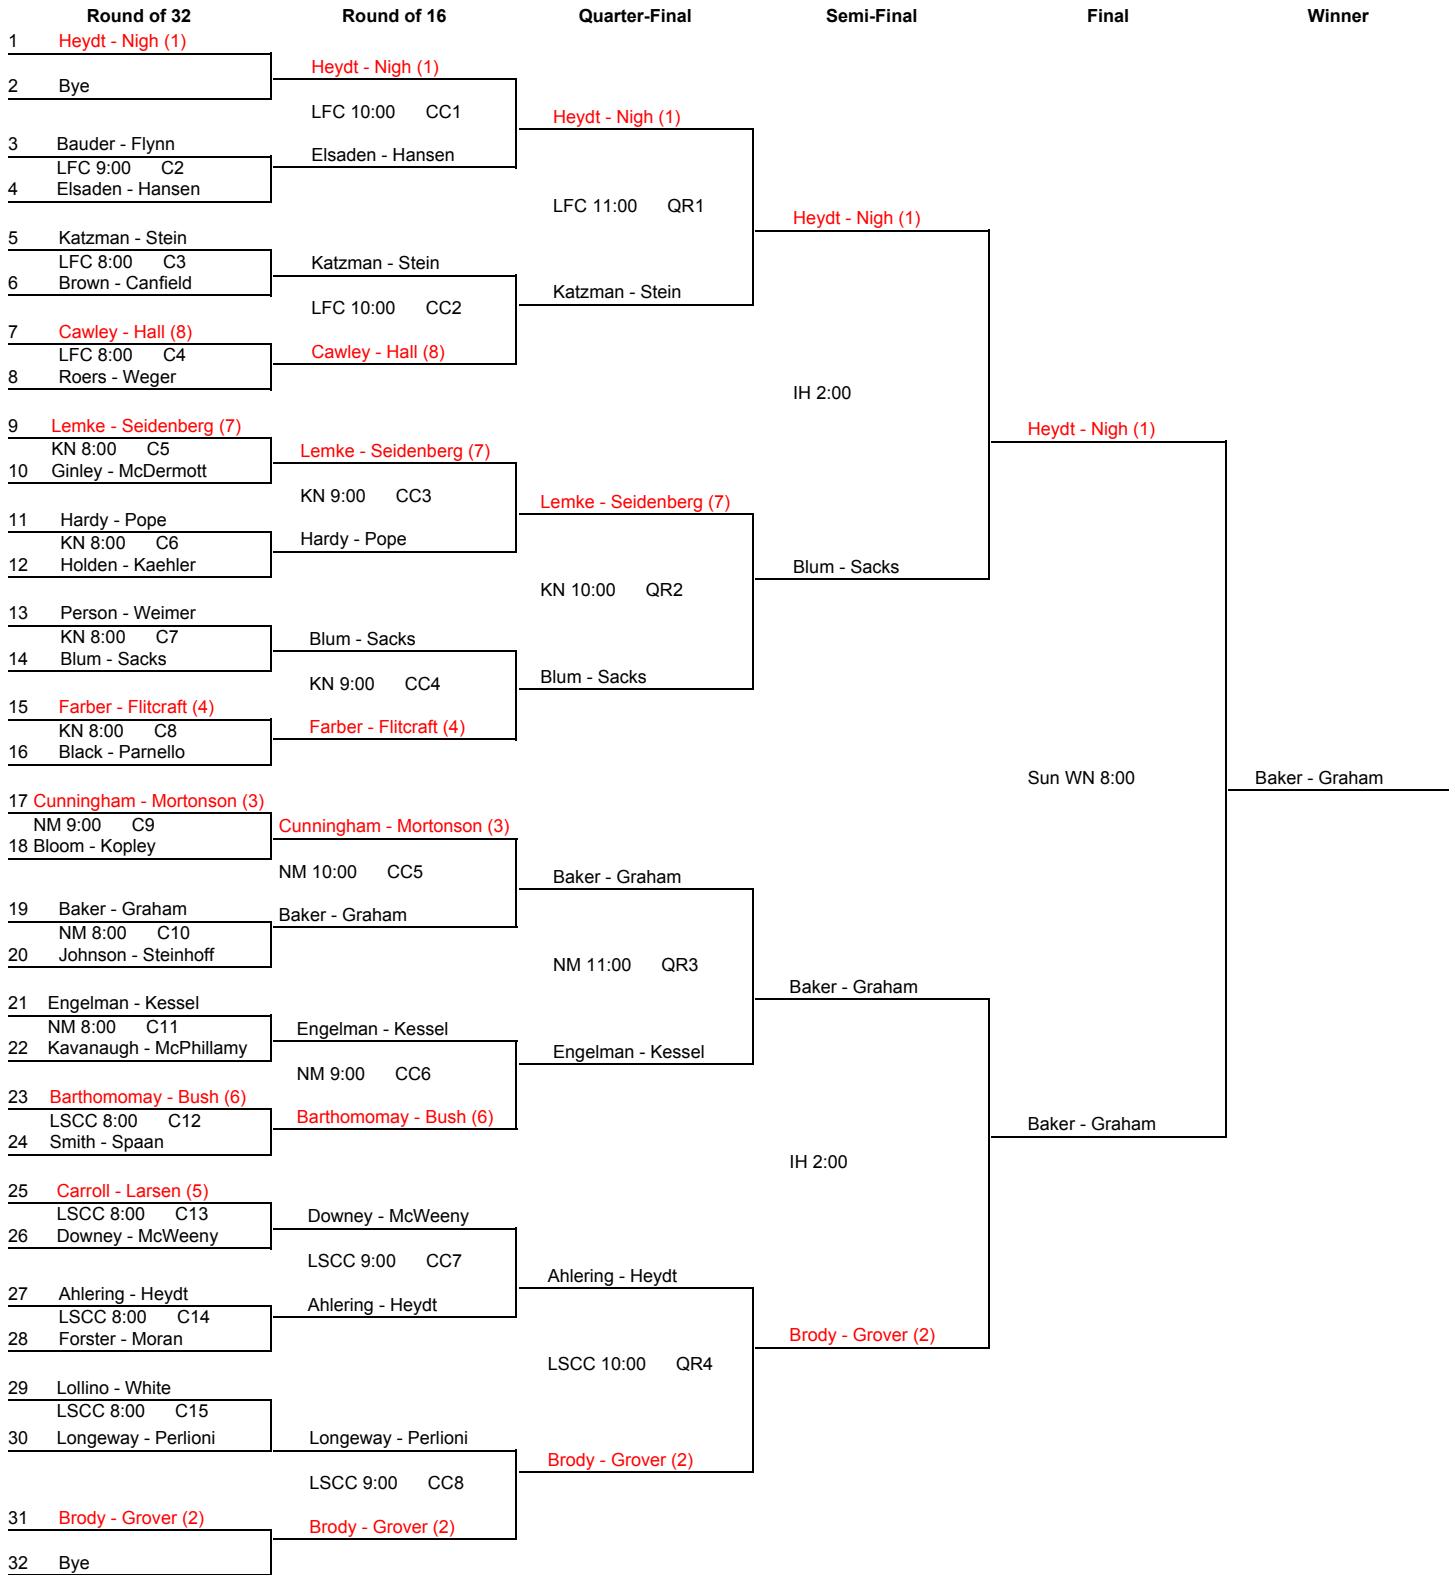 Round of 32 Round of 16 Quarter-Final Semi-Final Final Winner
1 Heydt - Nigh (1)
2 Bye
3 Bauder - Flynn
LFC 9:00 C2
4 Elsaden - Hansen
5 Katzman - Stein
LFC 8:00 C3
6 Brown - Canfield
7 Cawley - Hall (8)
LFC 8:00 C4
8 Roers - Weger
9 Lemke - Seidenberg (7)
KN 8:00 C5
10 Ginley - McDermott
11 Hardy - Pope
KN 8:00 C6
12 Holden - Kaehler
13 Person - Weimer
KN 8:00 C7
14 Blum - Sacks
15 Farber - Flitcraft (4)
KN 8:00 C8
16 Black - Parnello
17 Cunningham - Mortonson (3)
NM 9:00 C9
18 Bloom - Kopley
19 Baker - Graham
NM 8:00 C10
20 Johnson - Steinhoff
21 Engelman - Kessel
NM 8:00 C11
22 Kavanaugh - McPhillamy
23 Barthomomay - Bush (6)
LSCC 8:00 C12
24 Smith - Spaan
25 Carroll - Larsen (5)
LSCC 8:00 C13
26 Downey - McWeeny
27 Ahlering - Heydt
LSCC 8:00 C14
28 Forster - Moran
29 Lollino - White
LSCC 8:00 C15
30 Longeway - Perlioni
31 Brody - Grover (2)
32 Bye
Heydt - Nigh (1)
LFC 10:00 CC1
Elsaden - Hansen
Katzman - Stein
LFC 10:00 CC2
Cawley - Hall (8)
Lemke - Seidenberg (7)
KN 9:00 CC3
Hardy - Pope
Blum - Sacks
KN 9:00 CC4
Farber - Flitcraft (4)
Cunningham - Mortonson (3)
NM 10:00 CC5
Baker - Graham
Engelman - Kessel
NM 9:00 CC6
Barthomomay - Bush (6)
Downey - McWeeny
LSCC 9:00 CC7
Ahlering - Heydt
Longeway - Perlioni
LSCC 9:00 CC8
Brody - Grover (2)
Heydt - Nigh (1)
LFC 11:00 QR1
Katzman - Stein
Lemke - Seidenberg (7)
KN 10:00 QR2
Blum - Sacks
Baker - Graham
NM 11:00 QR3
Engelman - Kessel
Ahlering - Heydt
LSCC 10:00 QR4
Brody - Grover (2)
Heydt - Nigh (1)
IH 2:00
Blum - Sacks
Baker - Graham
IH 2:00
Brody - Grover (2)
Heydt - Nigh (1)
Sun WN 8:00
Baker - Graham
Baker - Graham